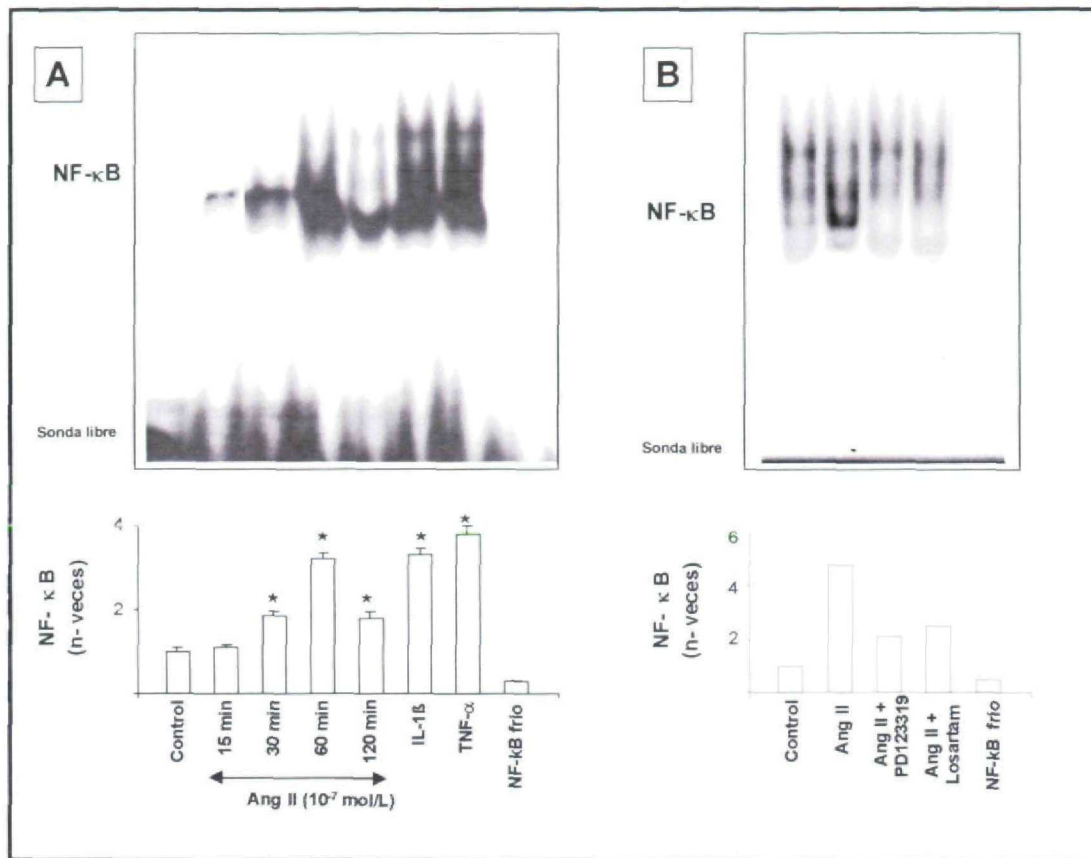 A
NF-κB
Sonda libre
NF- κ B
(n- veces)
4
2
*
*
*
*
*
Control
15 min
30 min
60 min
120 min
IL-1ß
TNF-α
NF-kB frío
Ang II (10⁻⁷ mol/L)
B
NF-κB
Sonda libre
NF- κ B
(n- veces)
6
4
2
Control
Ang II
Ang II +
PD123319
Ang II +
Losartam
NF-kB frío